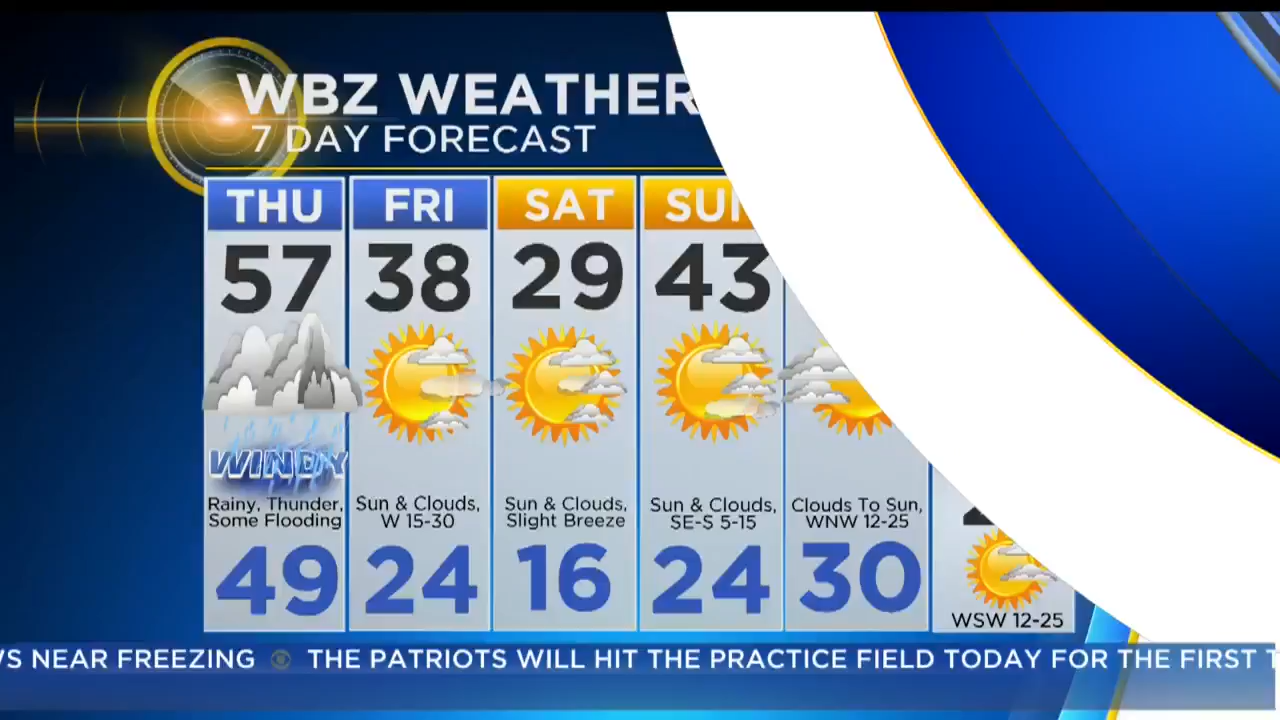 WBZ WEATHER
7 DAY FORECAST
THU FRI SAT SUN
57 38 29 43
WINDY
Rainy, Thunder, Some Flooding
Sun & Clouds, W 15-30
Sun & Clouds, Slight Breeze
Sun & Clouds, SE-S 5-15
Clouds To Sun, WNW 12-25
49 24 16 24 30
WSW 12-25
WS NEAR FREEZING THE PATRIOTS WILL HIT THE PRACTICE FIELD TODAY FOR THE FIRST T